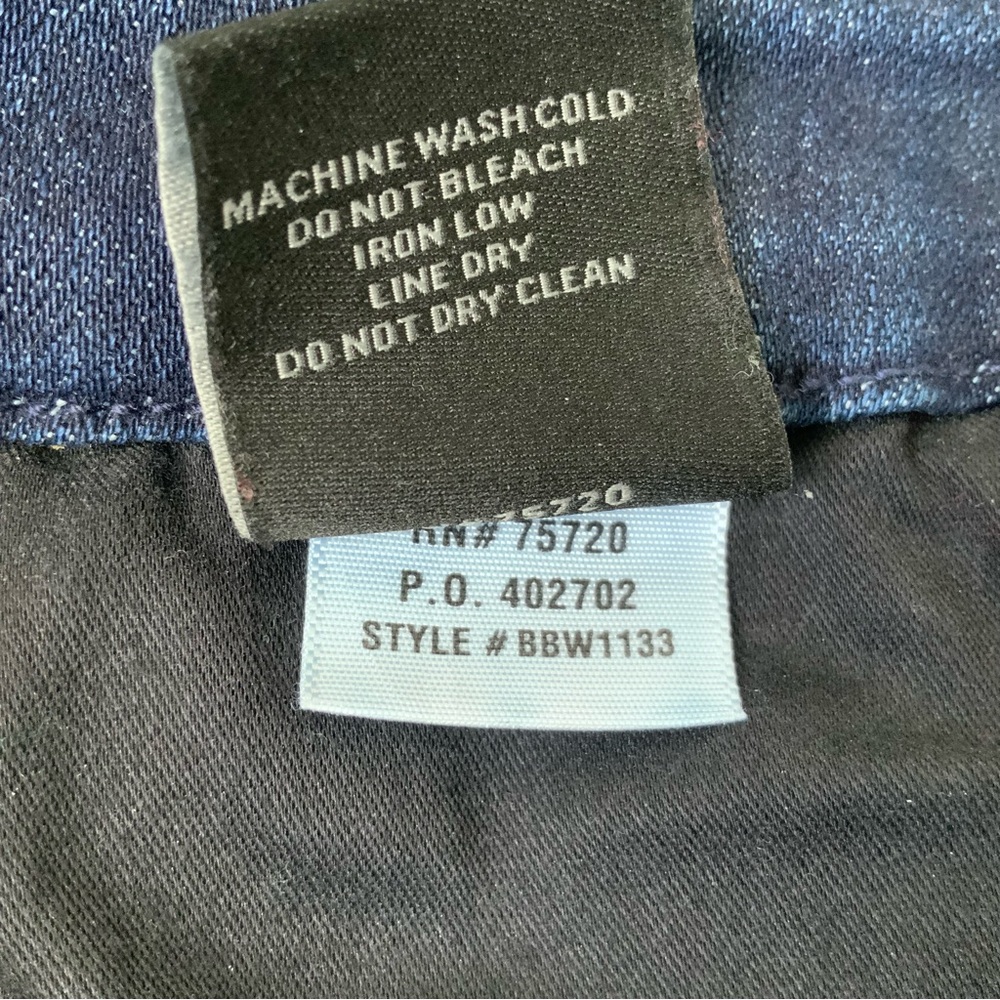 MACHINE WASH COLD
DO NOT BLEACH
IRON LOW
LINE DRY
DO NOT DRY CLEAN
75720
RN# 75720
P.O. 402702
STYLE # BBW1133